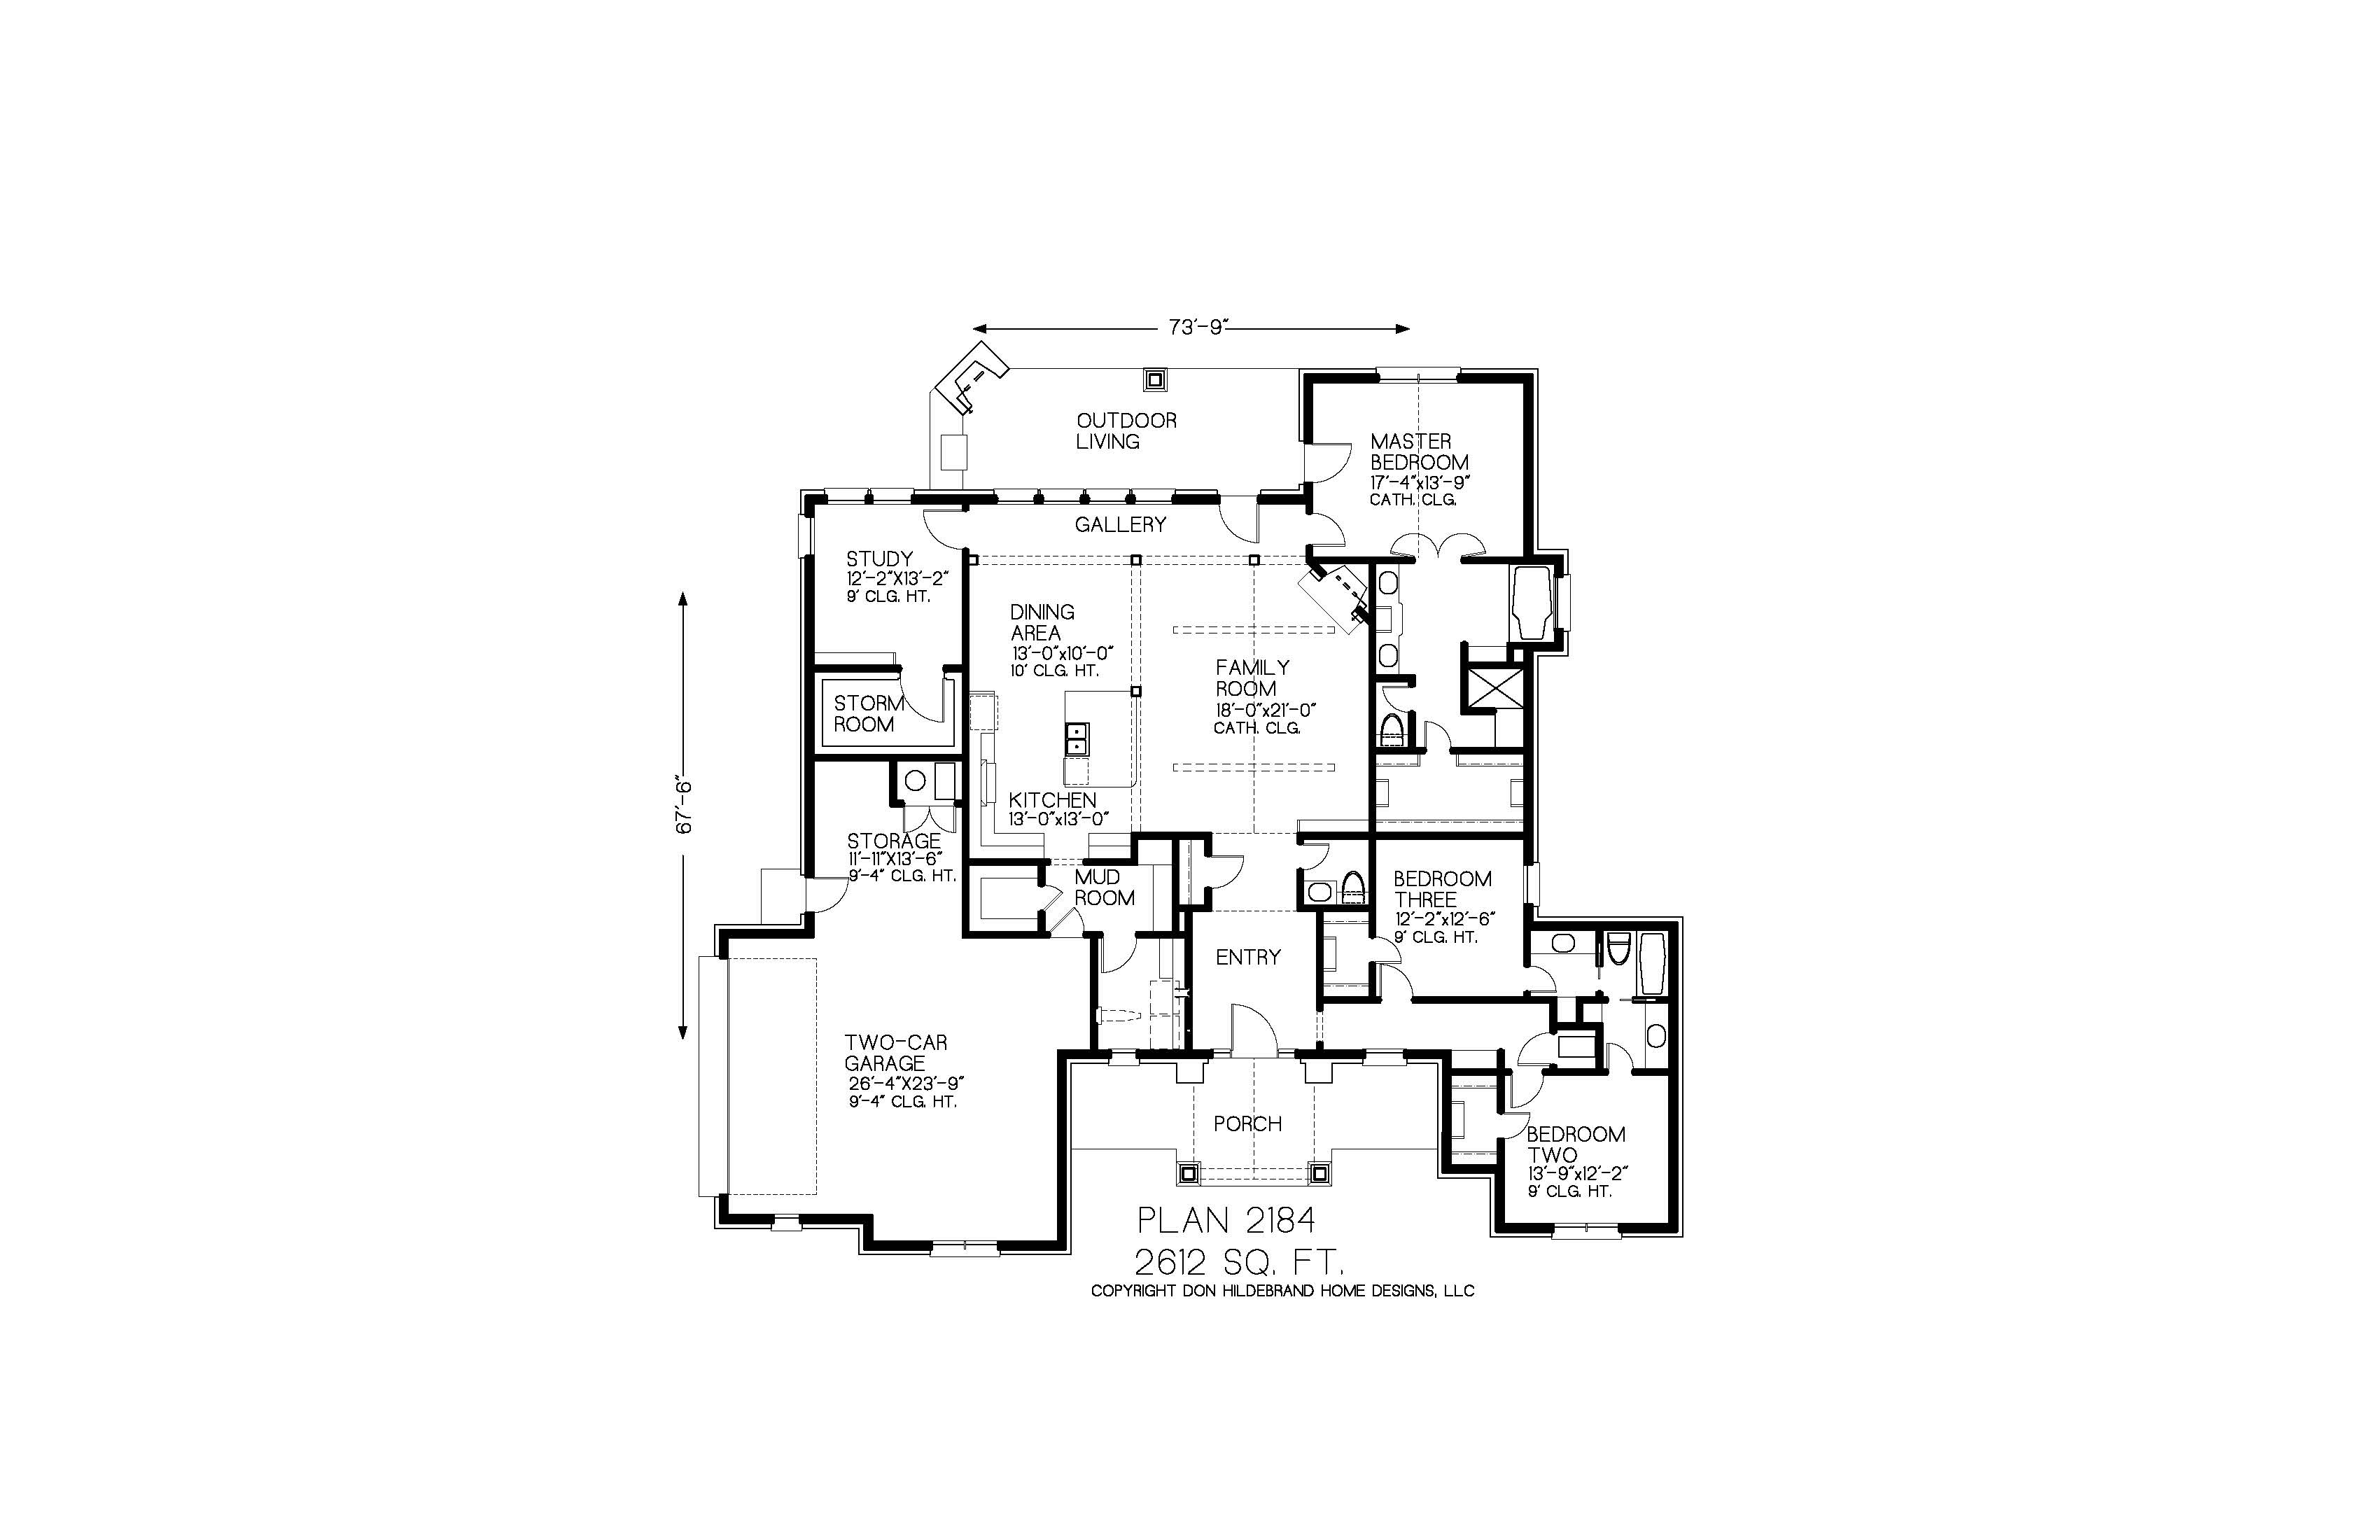 73'-9"
OUTDOOR
LIVING
MASTER
BEDROOM
17'-4"x13'-9"
CATH. CLG.
GALLERY
STUDY
12'-2"X13'-2"
9' CLG. HT.
DINING
AREA
13'-0"x10'-0"
10' CLG. HT.
FAMILY
ROOM
18'-0"x21'-0"
CATH. CLG.
STORM
ROOM
67'-6"
KITCHEN
13'-0"x13'-0"
STORAGE
11'-11"X13'-6"
9'-4" CLG. HT.
MUD
ROOM
BEDROOM
THREE
12'-2"x12'-6"
9' CLG. HT.
ENTRY
TWO-CAR
GARAGE
26'-4"X23'-9"
9'-4" CLG. HT.
PORCH
BEDROOM
TWO
13'-9"x12'-2"
9' CLG. HT.
PLAN 2184
2612 SQ. FT.
COPYRIGHT DON HILDEBRAND HOME DESIGNS, LLC